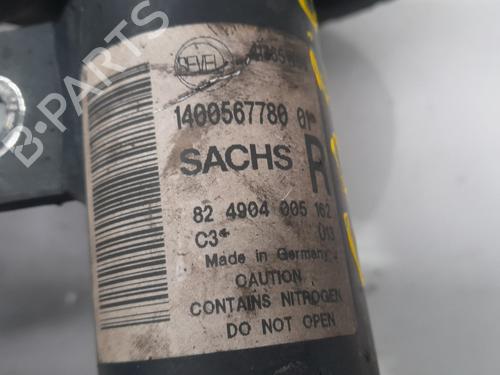 SEVEL
1400567780 01*
SACHS R
82 4904 005 162
C3* 013
Made in Germany
CAUTION
CONTAINS NITROGEN
DO NOT OPEN
B-PARTS